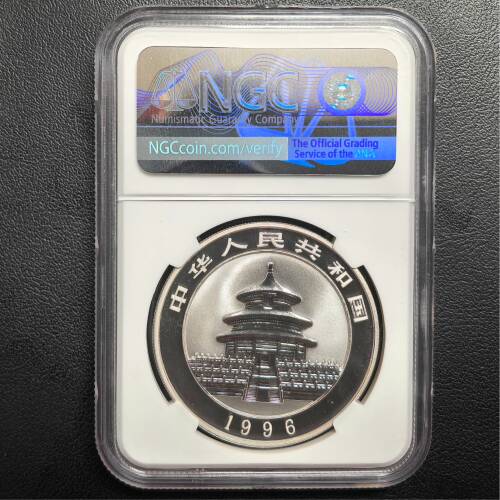 NGC
Numismatic Guaranty Company
NGCcoin.com/verify
The Official Grading
Service of the ANA
中华人民共和国
1996